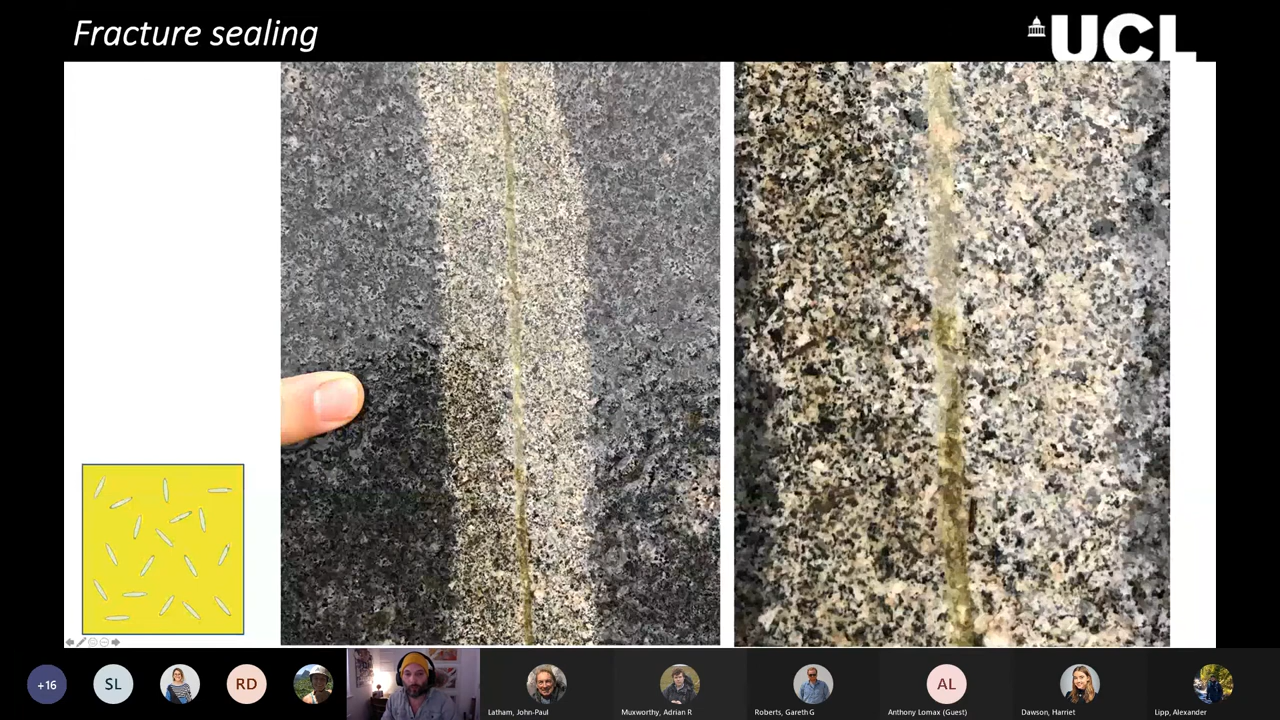 Fracture sealing
UCL
+16
SL
RD
Latham, John-Paul
Muxworthy, Adrian R
Roberts, Gareth G
AL
Anthony Lomax (Guest)
Dawson, Harriet
Lipp, Alexander